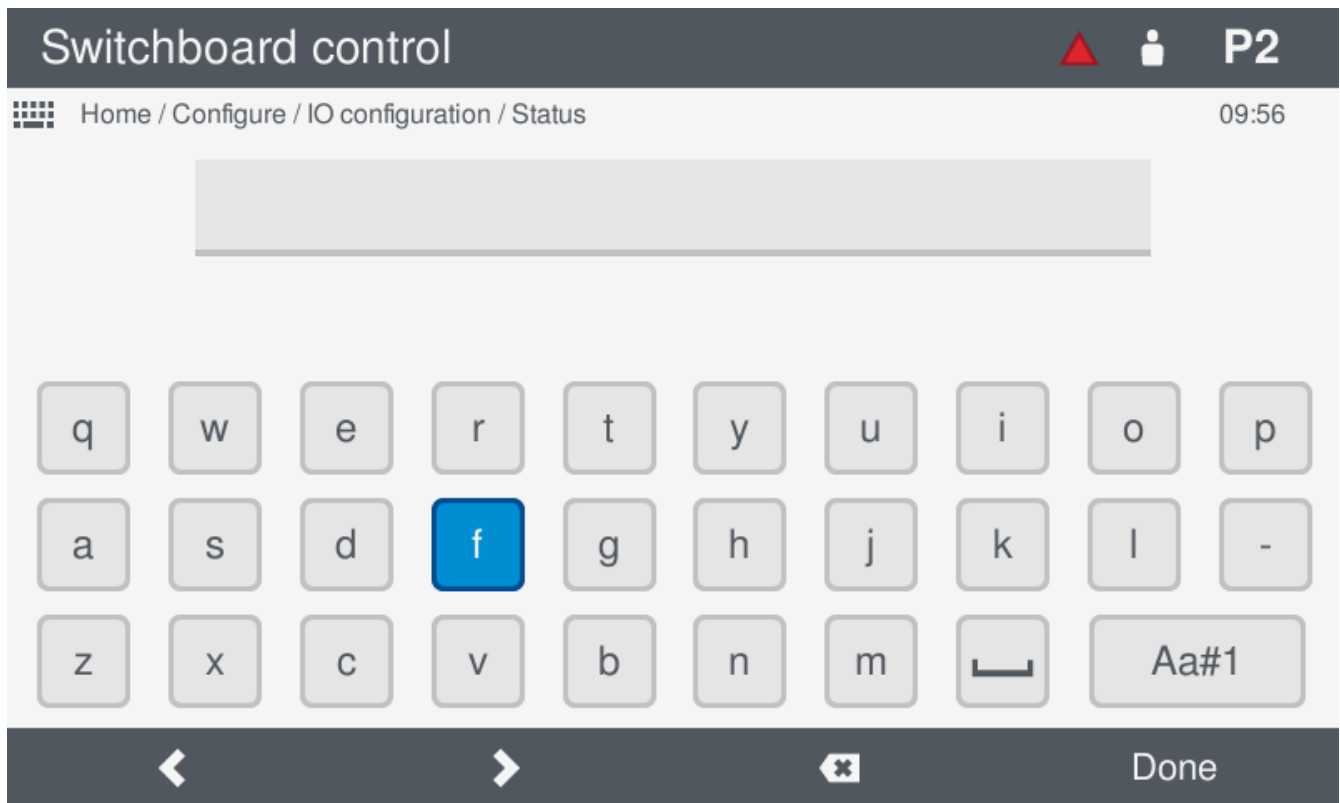 Switchboard control P2
Home / Configure / IO configuration / Status 09:56
q w e r t y u i o p
a s d f g h j k l -
z x c v b n m Aa#1
Done